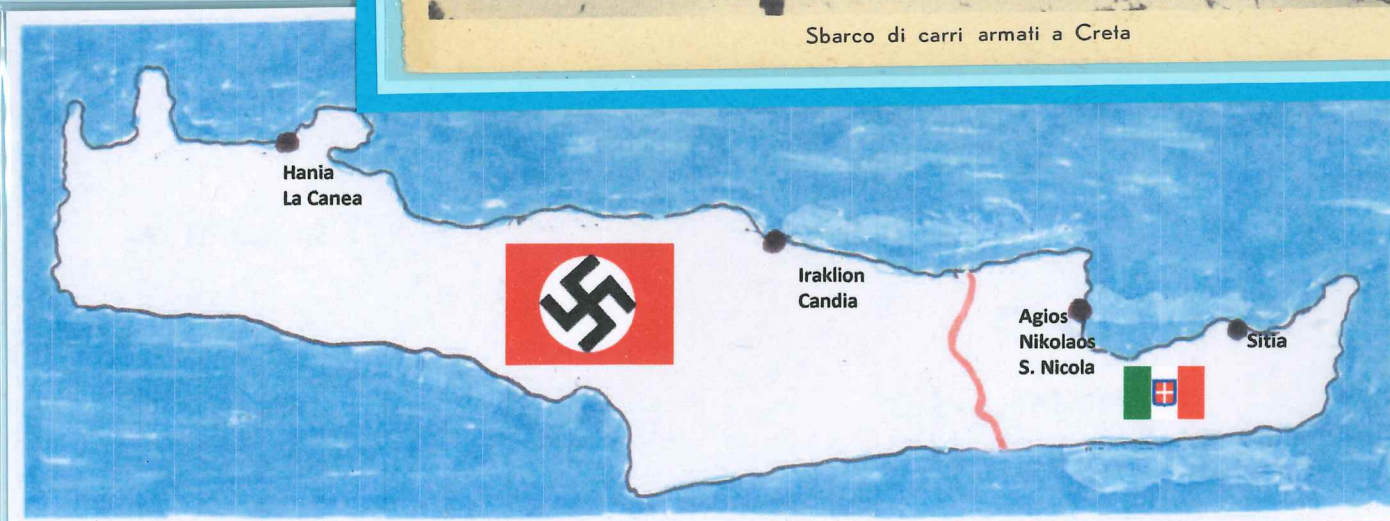 Sbarco di carri armati a Creta
Hania
La Canea
Iraklion
Candia
Agios
Nikolaos
S. Nicola
Sitia